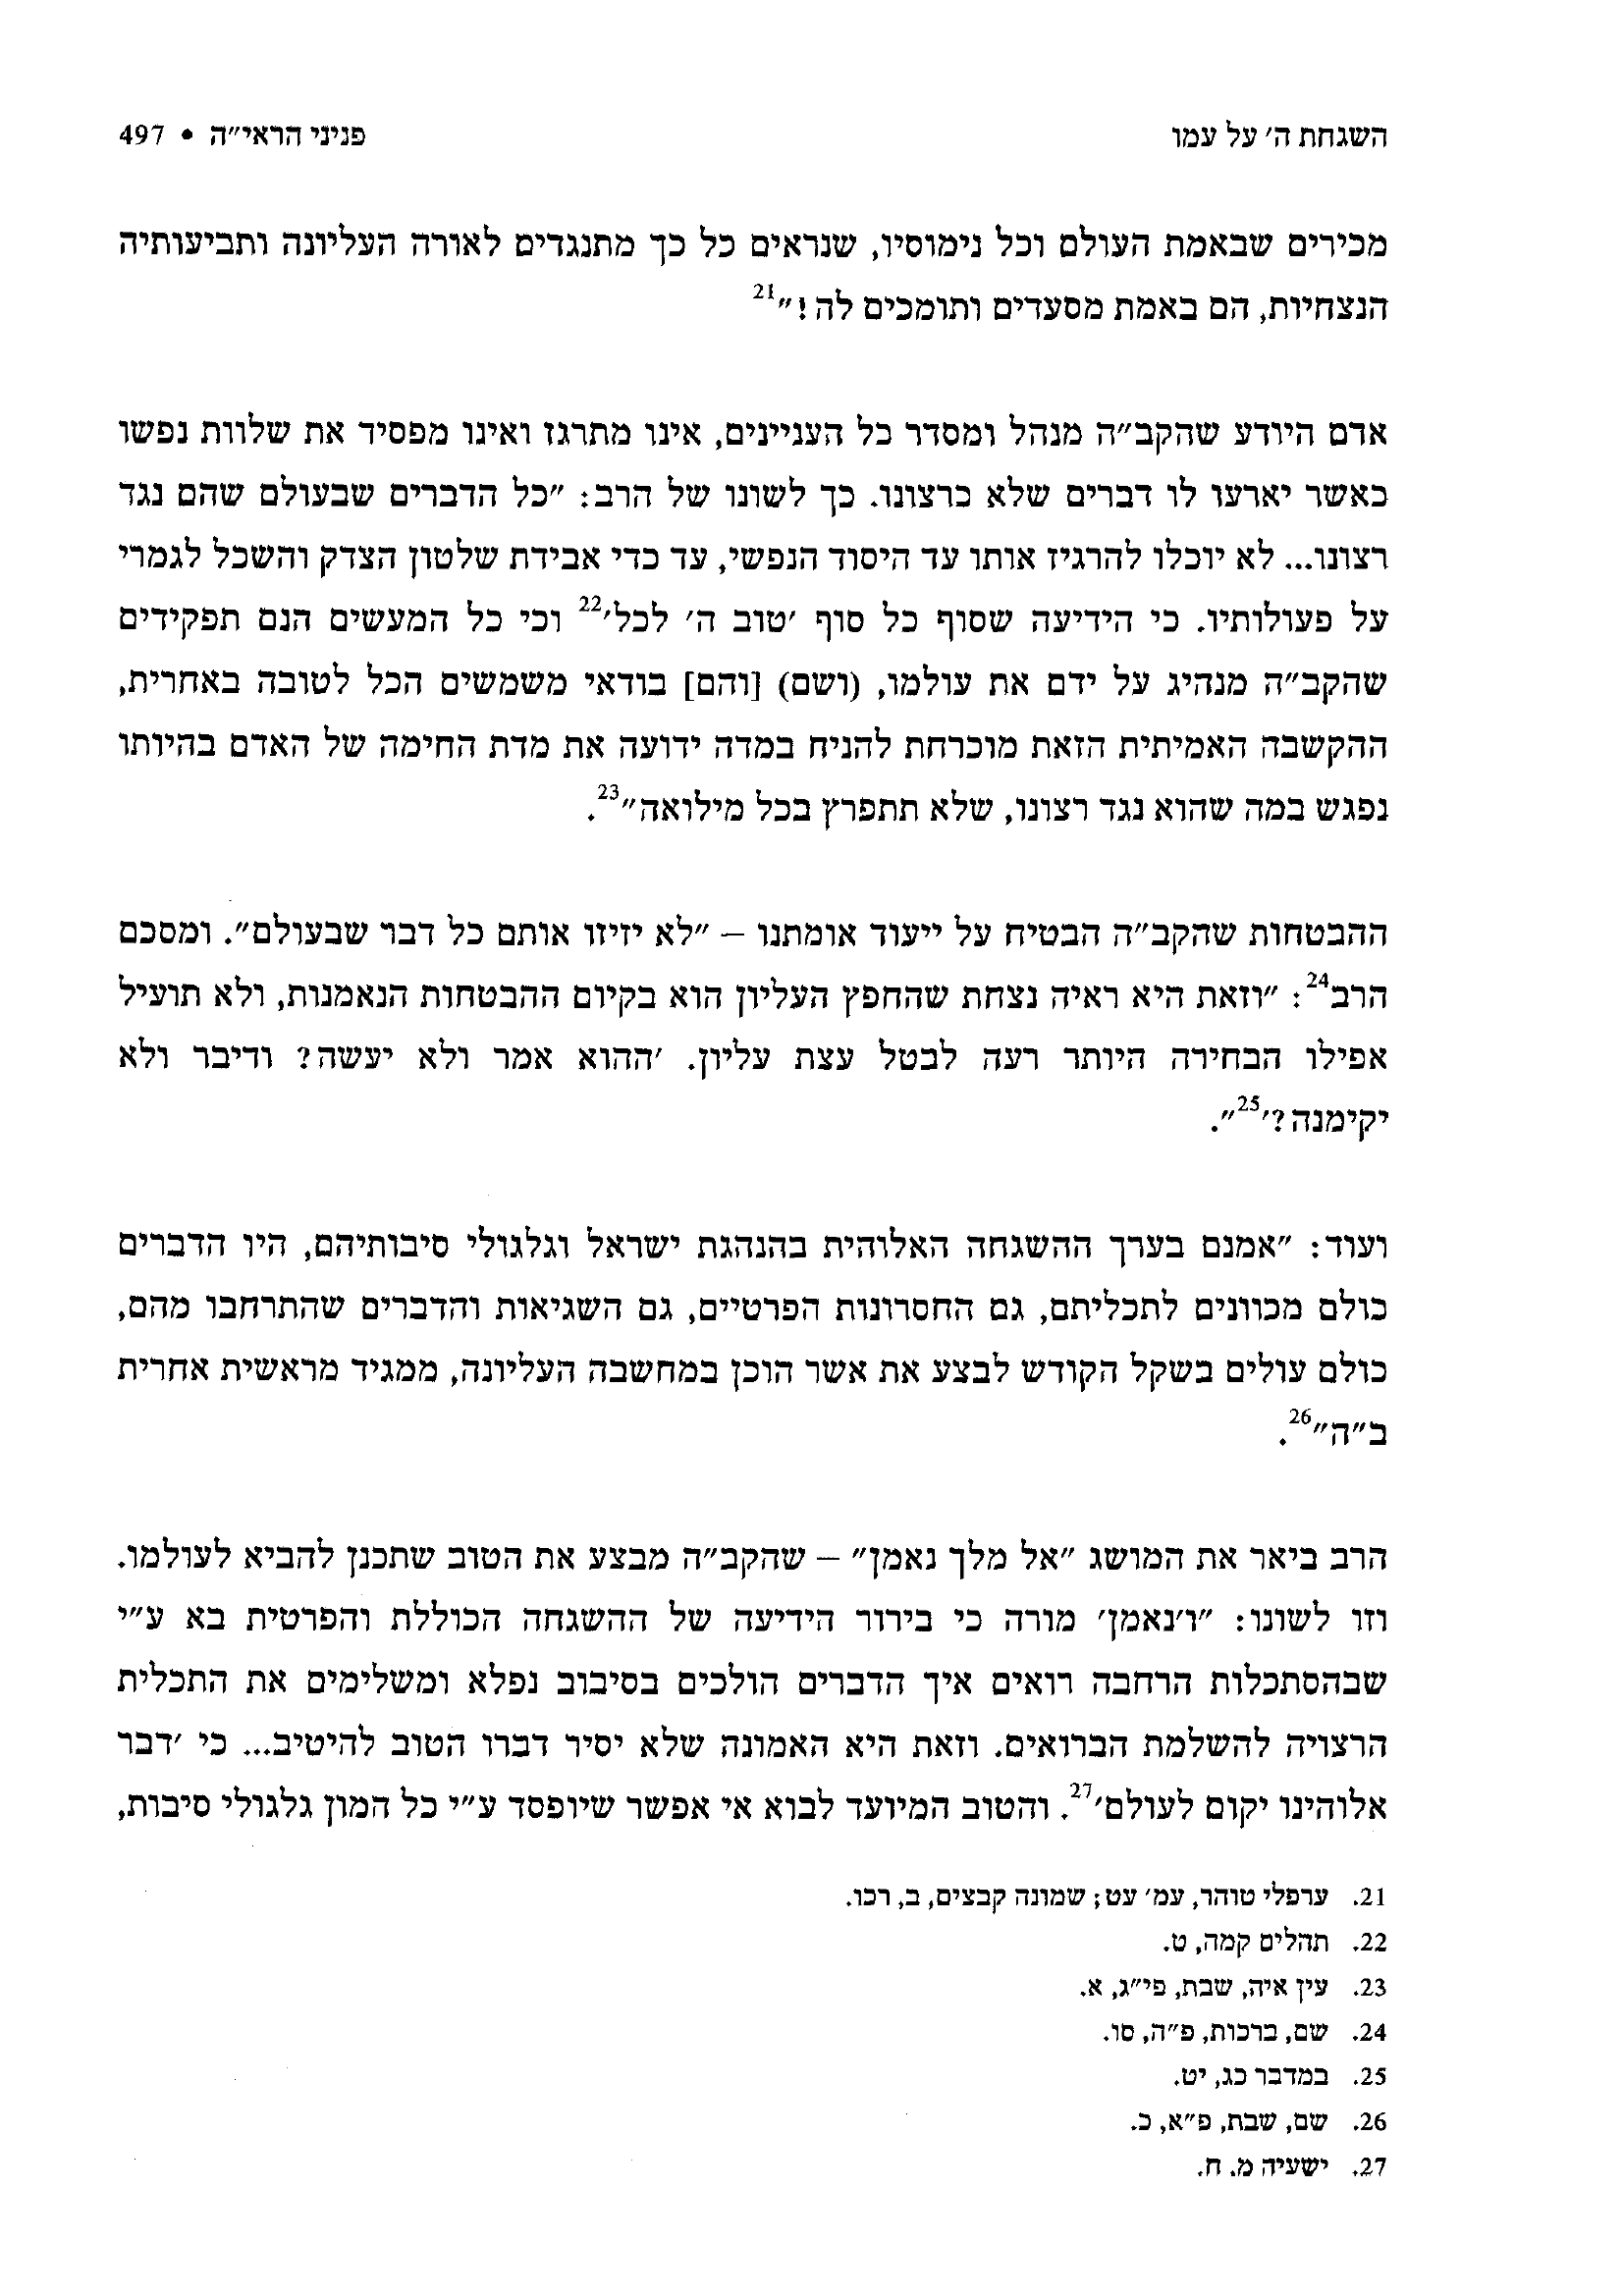 השגחת ה׳ על עמו פניני הראי״ה • 497
מכירים שבאמת העולם וכל נימוסיו, שנראים כל כך מתנגדים לאורה העליונה ותביעותיה
הנצחיות, הם באמת מסעדים ותומכים לה!״21
אדם היודע שהקב״ה מנהל ומסדר כל העניינים, אינו מתרגז ואינו מפסיד את שלוות נפשו
כאשר יארעו לו דברים שלא כרצונו. כך לשונו של הרב: ״כל הדברים שבעולם שהם נגד
רצונו... לא יוכלו להרגיז אותו עד היסוד הנפשי, עד כדי אבידת שלטון הצדק והשכל לגמרי
על פעולותיו. כי הידיעה שסוף כל סוף ׳טוב ה׳ לכל׳22 וכי כל המעשים הנם תפקידים
שהקב״ה מנהיג על ידם את עולמו, (ושם) [והם] בודאי משמשים הכל לטובה באחרית,
ההקשבה האמיתית הזאת מוכרחת להניח במדה ידועה את מדת החימה של האדם בהיותו
נפגש במה שהוא נגד רצונו, שלא תתפרץ בכל מילואה״23.
ההבטחות שהקב״ה הבטיח על ייעוד אומתנו – ״לא יזיזו אותם כל דבר שבעולם״. ומסכם
הרב24: ״וזאת היא ראיה נצחת שהחפץ העליון הוא בקיום ההבטחות הנאמנות, ולא תועיל
אפילו הבחירה היותר רעה לבטל עצת עליון. ׳ההוא אמר ולא יעשה? ודיבר ולא
יקימנה?׳25״.
ועוד: ״אמנם בערך ההשגחה האלוהית בהנהגת ישראל וגלגולי סיבותיהם, היו הדברים
כולם מכוונים לתכליתם, גם החסרונות הפרטיים, גם השגיאות והדברים שהתרחבו מהם,
כולם עולים בשקל הקודש לבצע את אשר הוכן במחשבה העליונה, ממגיד מראשית אחרית
ב״ה״26.
הרב ביאר את המושג ״אל מלך נאמן״ – שהקב״ה מבצע את הטוב שתכנן להביא לעולמו.
וזו לשונו: ״ו׳נאמן׳ מורה כי בירור הידיעה של ההשגחה הכוללת והפרטית בא ע״י
שבהסתכלות הרחבה רואים איך הדברים הולכים בסיבוב נפלא ומשלימים את התכלית
הרצויה להשלמת הברואים. וזאת היא האמונה שלא יסיר דברו הטוב להיטיב... כי ׳דבר
אלוהינו יקום לעולם׳27. והטוב המיועד לבוא אי אפשר שיופסד ע״י כל המון גלגולי סיבות,
21. ערפלי טוהר, עמ׳ עט; שמונה קבצים, ב, רכו.
22. תהלים קמה, ט.
23. עין איה, שבת, פי״ג, א.
24. שם, ברכות, פ״ה, סו.
25. במדבר כג, יט.
26. שם, שבת, פ״א, כ.
27. ישעיה מ. ח.